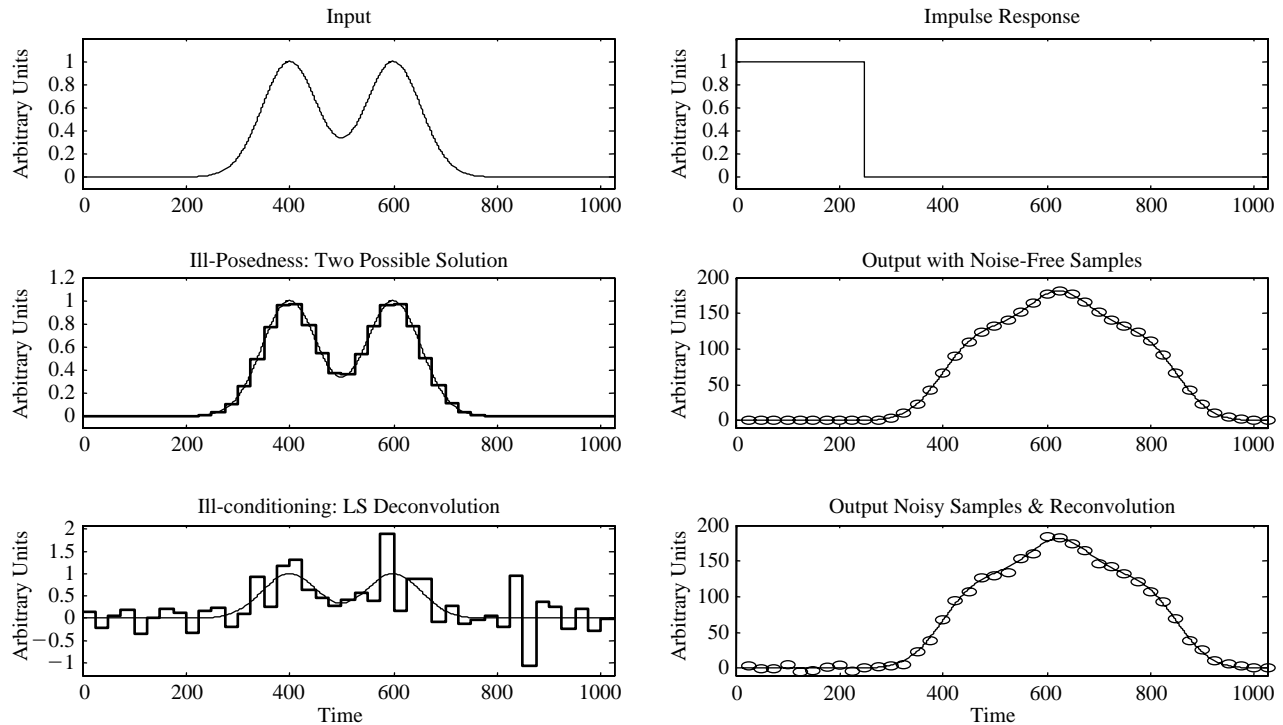 Input
Arbitrary Units
1
0.8
0.6
0.4
0.2
0
0 200 400 600 800 1000
Impulse Response
Arbitrary Units
1
0.8
0.6
0.4
0.2
0
0 200 400 600 800 1000
Ill-Posedness: Two Possible Solution
Arbitrary Units
1.2
1
0.8
0.6
0.4
0.2
0
0 200 400 600 800 1000
Output with Noise-Free Samples
Arbitrary Units
200
150
100
50
0
0 200 400 600 800 1000
Ill-conditioning: LS Deconvolution
Arbitrary Units
2
1.5
1
0.5
0
−0.5
−1
0 200 400 600 800 1000
Time
Output Noisy Samples & Reconvolution
Arbitrary Units
200
150
100
50
0
0 200 400 600 800 1000
Time